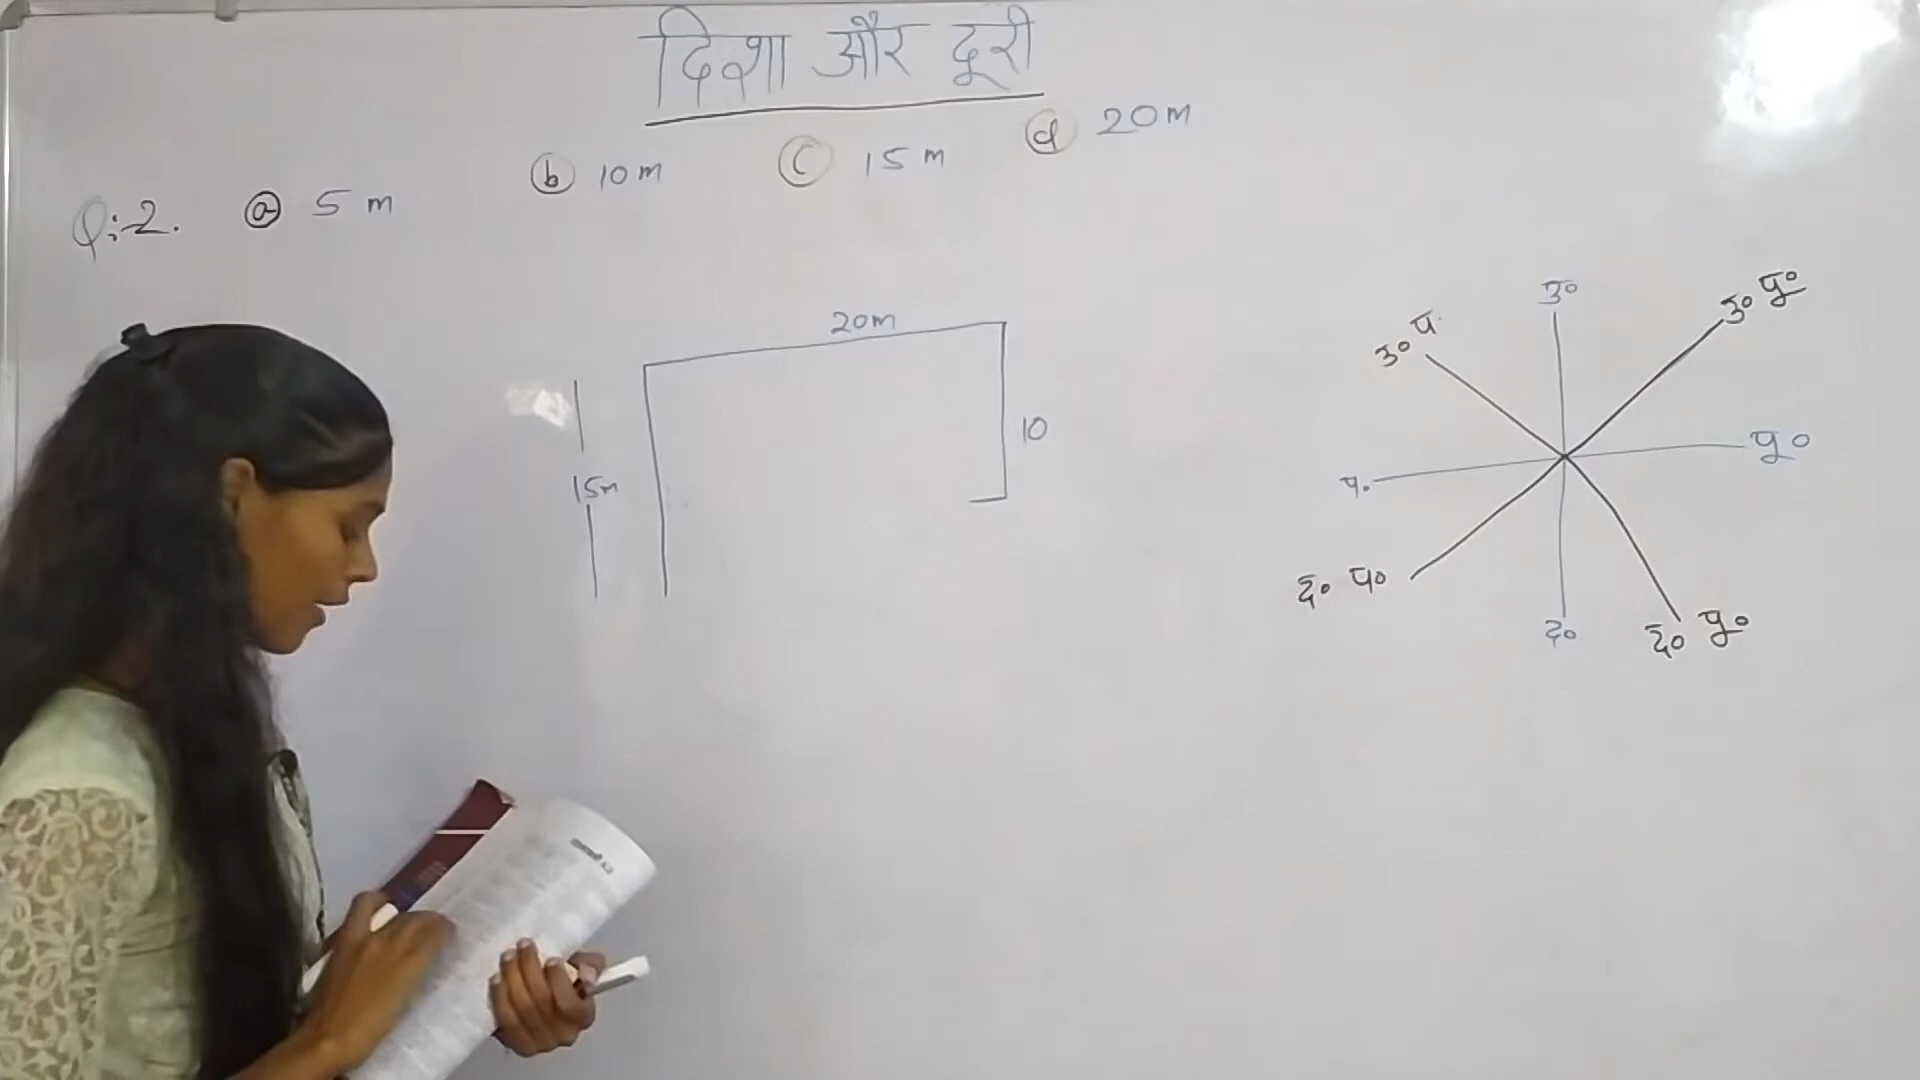 दिशा और दूरी
Q:-2. (a) 5 m (b) 10 m (c) 15 m (d) 20 m
20m
15m
10
उ०
उ० प.
उ० पू०
प.
पू०
द० प०
द०
द० पू०